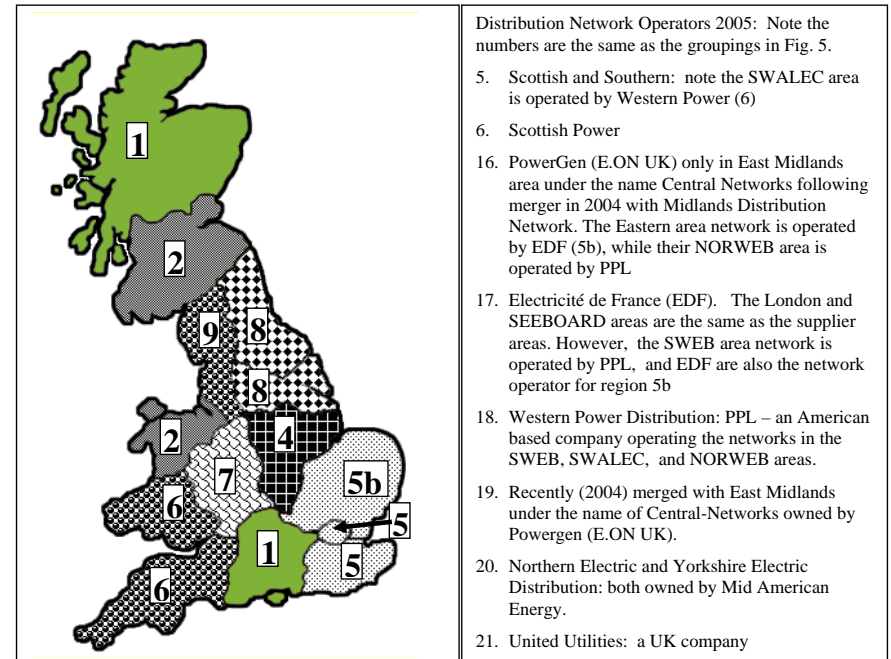 1
2
9
8
8
2
4
7
5b
6
5
1
5
6
Distribution Network Operators 2005: Note the
numbers are the same as the groupings in Fig. 5.
5. Scottish and Southern: note the SWALEC area
is operated by Western Power (6)
6. Scottish Power
16. PowerGen (E.ON UK) only in East Midlands
area under the name Central Networks following
merger in 2004 with Midlands Distribution
Network. The Eastern area network is operated
by EDF (5b), while their NORWEB area is
operated by PPL
17. Electricité de France (EDF). The London and
SEEBOARD areas are the same as the supplier
areas. However, the SWEB area network is
operated by PPL, and EDF are also the network
operator for region 5b
18. Western Power Distribution: PPL – an American
based company operating the networks in the
SWEB, SWALEC, and NORWEB areas.
19. Recently (2004) merged with East Midlands
under the name of Central-Networks owned by
Powergen (E.ON UK).
20. Northern Electric and Yorkshire Electric
Distribution: both owned by Mid American
Energy.
21. United Utilities: a UK company